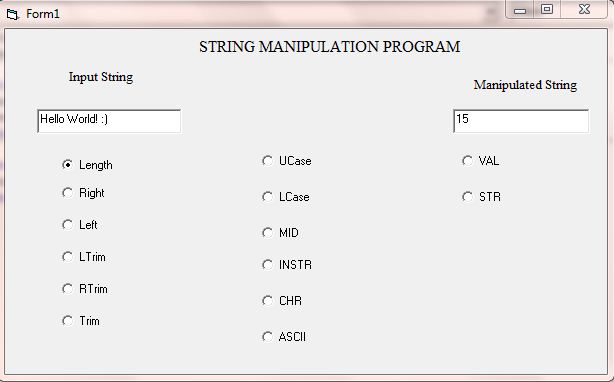 Form1
STRING MANIPULATION PROGRAM
Input String
Manipulated String
Hello World! :)
15
Length
UCase
VAL
Right
LCase
STR
Left
MID
LTrim
INSTR
RTrim
CHR
Trim
ASCII